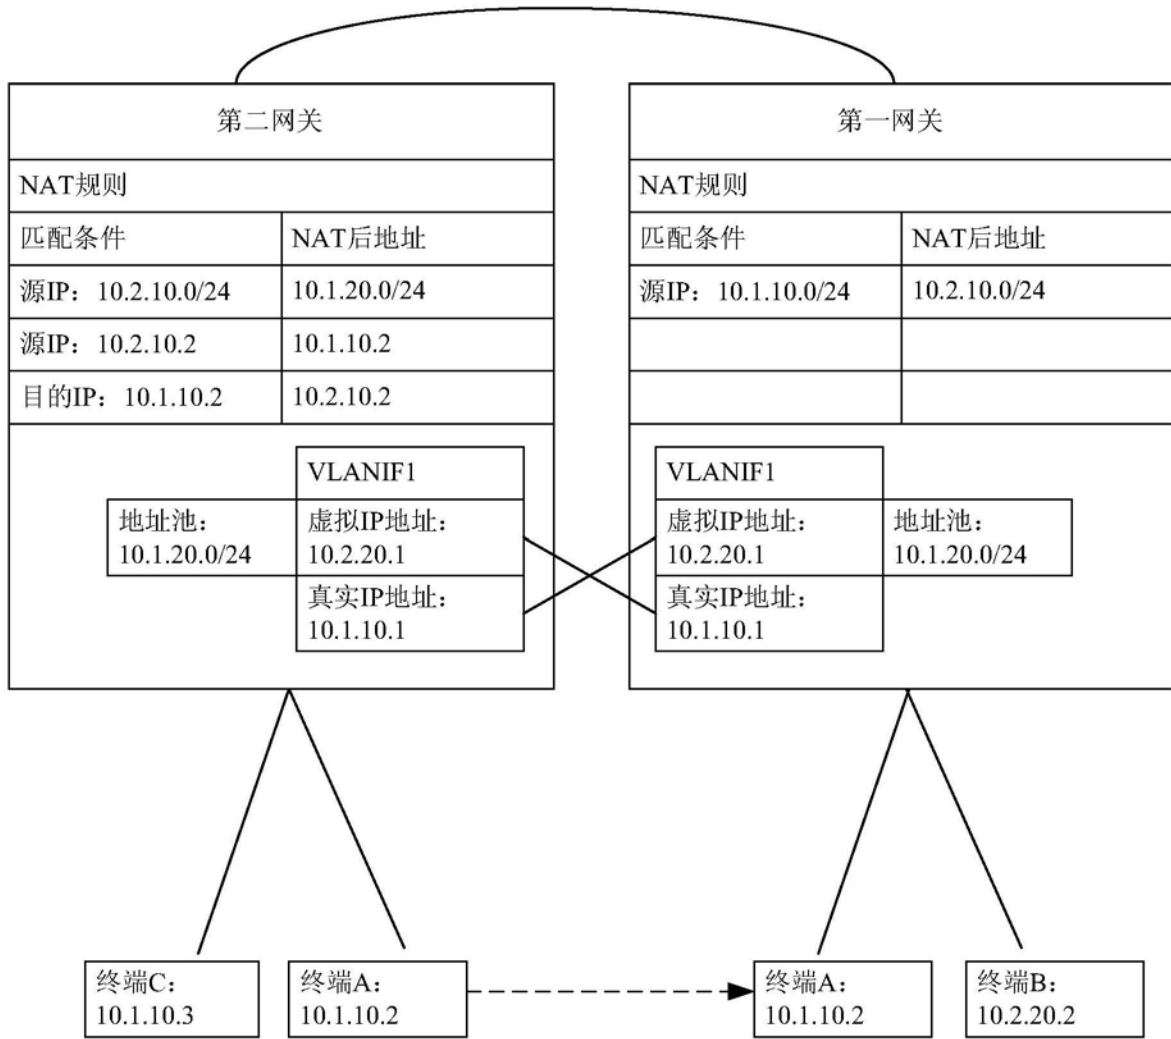 第二网关
NAT规则
匹配条件 NAT后地址
源IP：10.2.10.0/24 10.1.20.0/24
源IP：10.2.10.2 10.1.10.2
目的IP：10.1.10.2 10.2.10.2
VLANIF1
地址池：
10.1.20.0/24
虚拟IP地址：
10.2.20.1
真实IP地址：
10.1.10.1
第一网关
NAT规则
匹配条件 NAT后地址
源IP：10.1.10.0/24 10.2.10.0/24
VLANIF1
虚拟IP地址：
10.2.20.1
地址池：
10.1.20.0/24
真实IP地址：
10.1.10.1
终端C：
10.1.10.3
终端A：
10.1.10.2
终端A：
10.1.10.2
终端B：
10.2.20.2